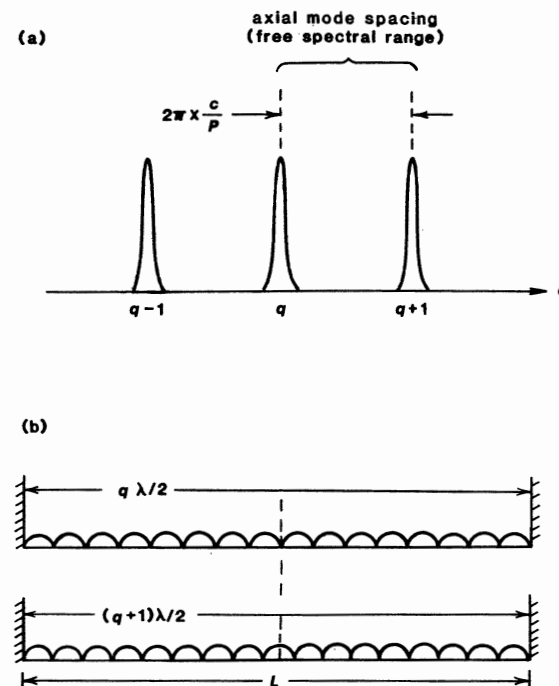 (a)
axial mode spacing
(free spectral range)
2π × c/p
q-1
q
q+1
(b)
q λ/2
(q+1)λ/2
L